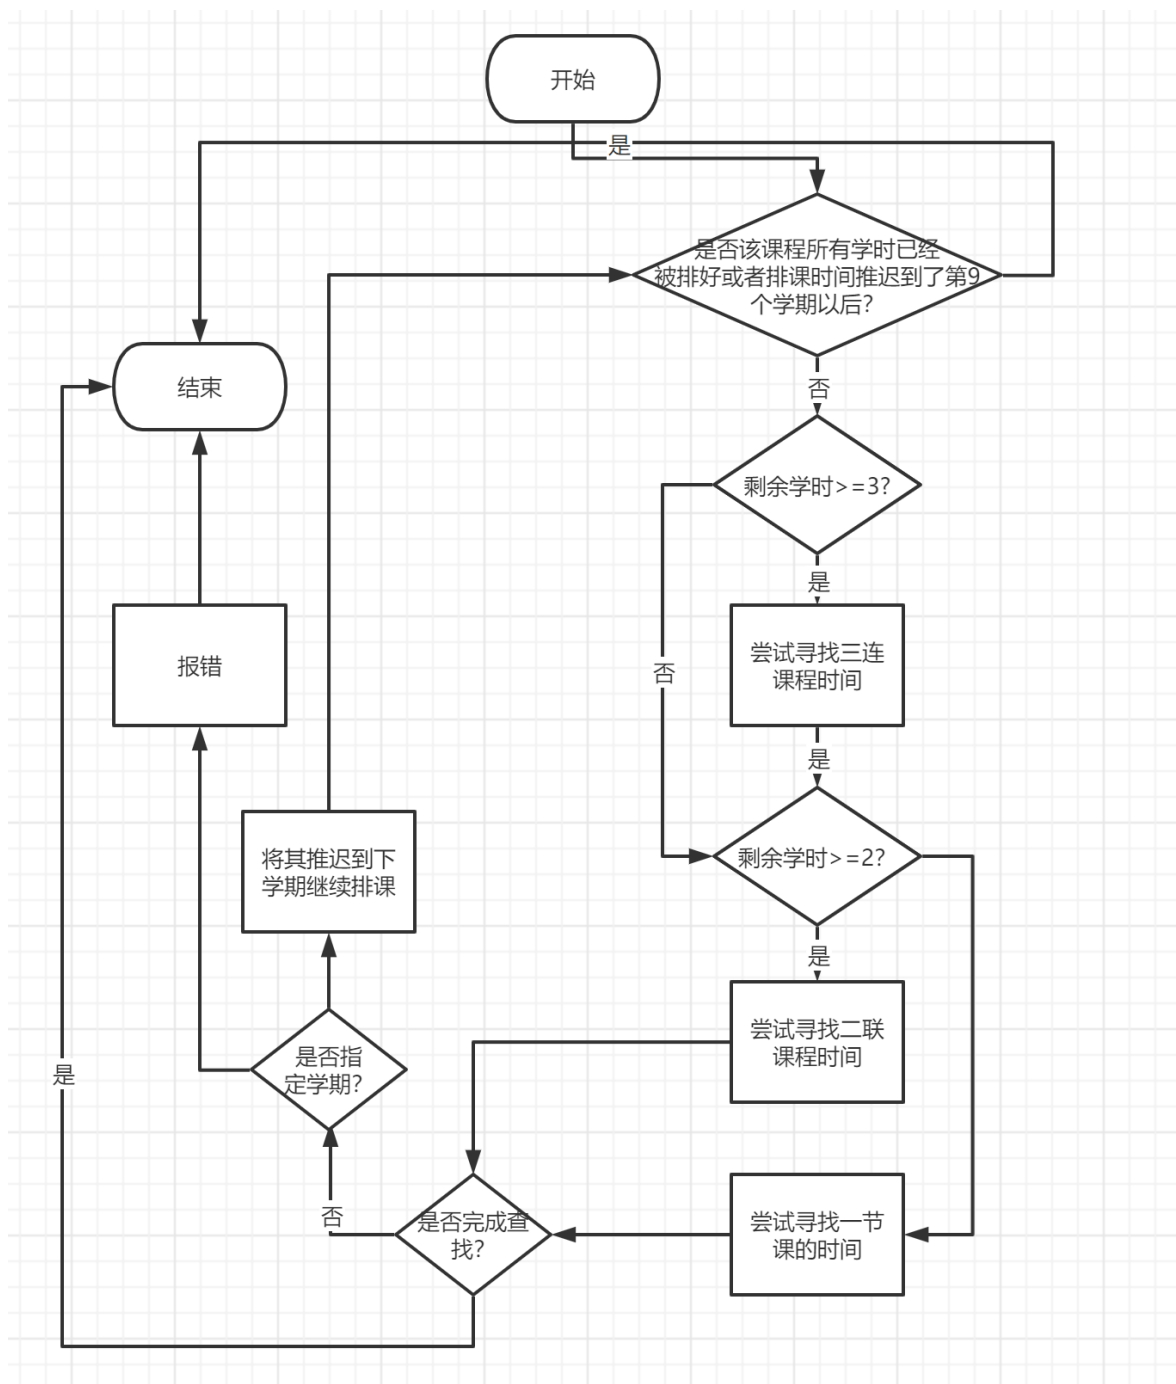 开始
是
是否该课程所有学时已经
被排好或者排课时间推迟到了第9
个学期以后?
结束
否
剩余学时>=3?
是
尝试寻找三连
课程时间
报错
否
是
将其推迟到下
学期继续排课
剩余学时>=2?
是
尝试寻找二联
课程时间
是否指
定学期?
是
否
是否完成查
找?
尝试寻找一节
课的时间